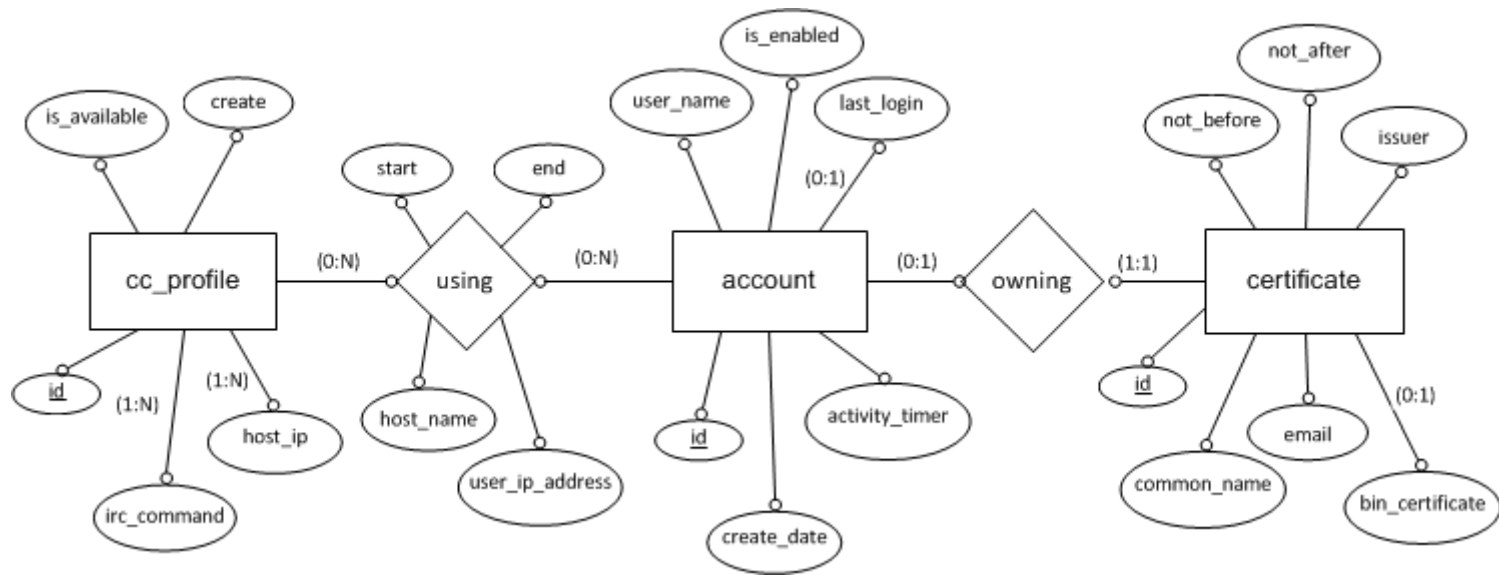 is_enabled
not_after
create
user_name
last_login
is_available
not_before
issuer
start
end
(0:1)
(0:N)
(0:N)
(0:1)
(1:1)
cc_profile
using
account
owning
certificate
id
(1:N)
(1:N)
host_ip
host_name
id
activity_timer
id
(0:1)
email
irc_command
user_ip_address
create_date
common_name
bin_certificate